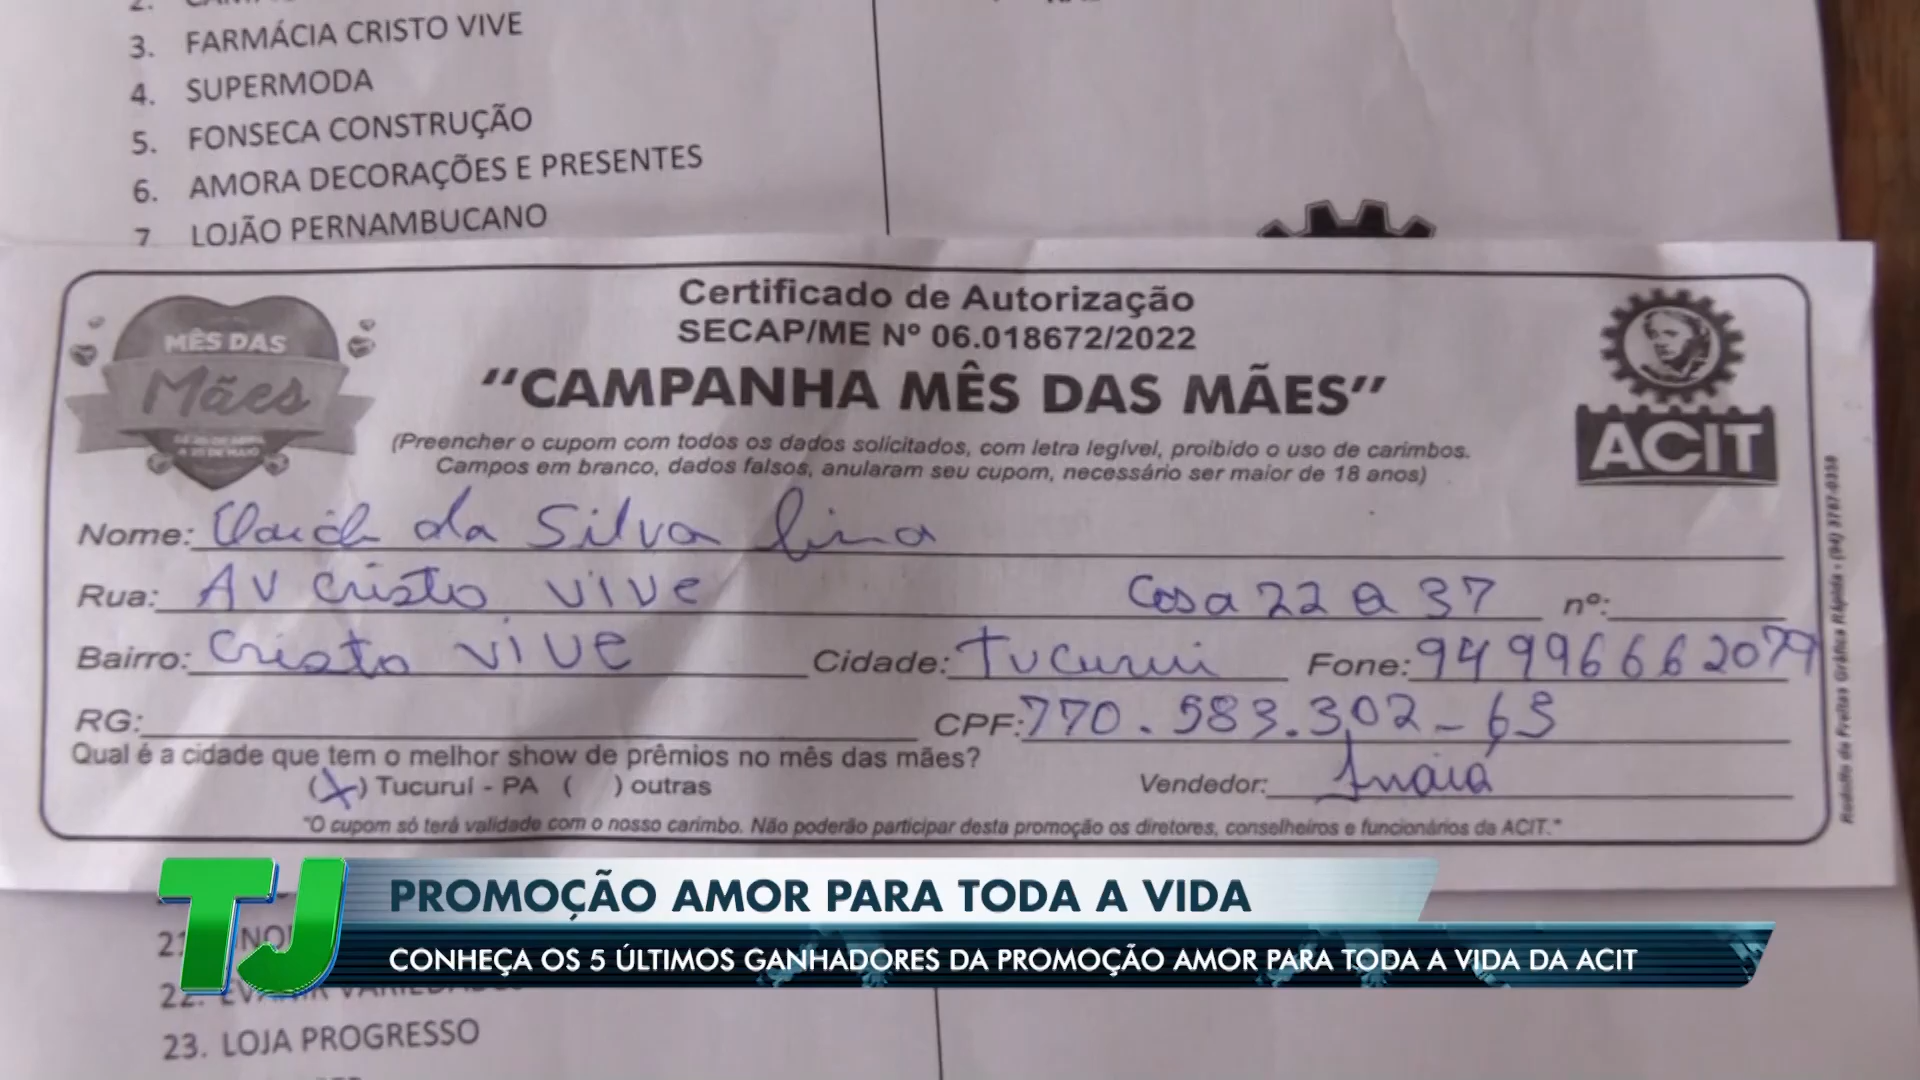 3. FARMÁCIA CRISTO VIVE
4. SUPERMODA
5. FONSECA CONSTRUÇÃO
6. AMORA DECORAÇÕES E PRESENTES
7 LOJÃO PERNAMBUCANO
MÊS DAS
Mães
Certificado de Autorização
SECAP/ME Nº 06.018672/2022
"CAMPANHA MÊS DAS MÃES"
(Preencher o cupom com todos os dados solicitados, com letra legível, proibido o uso de carimbos.
Campos em branco, dados falsos, anularam seu cupom, necessário ser maior de 18 anos)
ACIT
Nome: da Silva lima
Rua: AV Cristo vive Casa 22 Q 37 nº:
Bairro: Cristo vive Cidade: Tucurui Fone: 94996662079
RG: CPF: 770.583.302-63
Qual é a cidade que tem o melhor show de prêmios no mês das mães?
(X) Tucuruí - PA ( ) outras Vendedor: Inaiá
"O cupom só terá validade com o nosso carimbo. Não poderão participar desta promoção os diretores, conselheiros e funcionários da ACIT."
TJ
PROMOÇÃO AMOR PARA TODA A VIDA
CONHEÇA OS 5 ÚLTIMOS GANHADORES DA PROMOÇÃO AMOR PARA TODA A VIDA DA ACIT
23. LOJA PROGRESSO